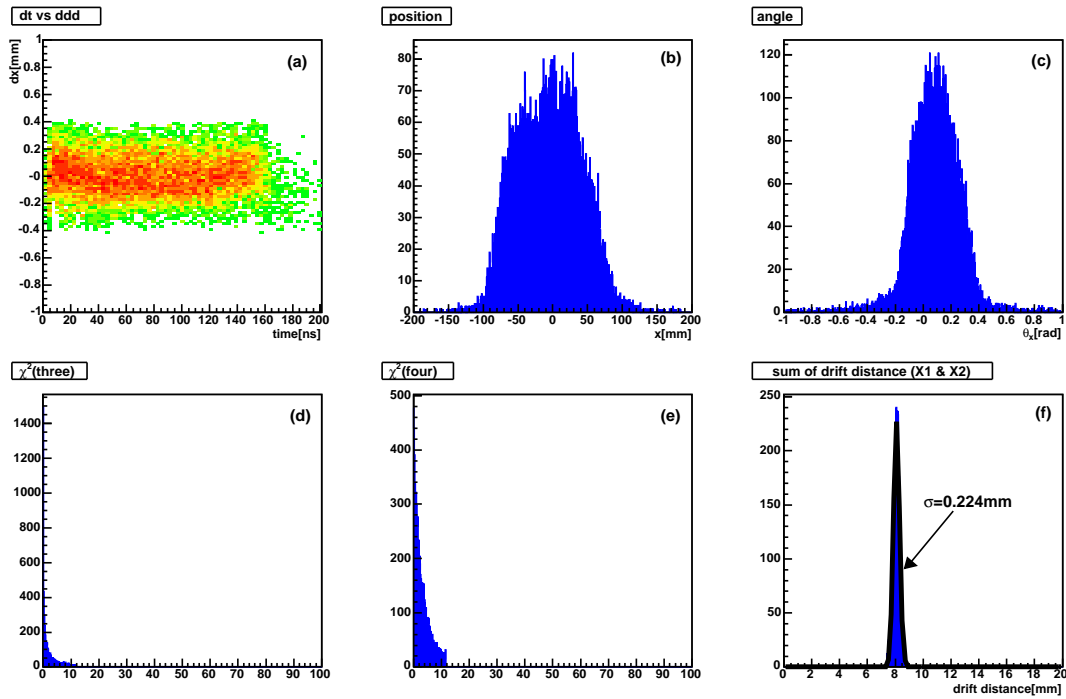 dt vs ddd
dx[mm]
1
0.8
0.6
0.4
0.2
-0
-0.2
-0.4
-0.6
-0.8
-1
(a)
0 20 40 60 80 100 120 140 160 180 200
time[ns]
position
80
70
60
50
40
30
20
10
0
(b)
-200 -150 -100 -50 0 50 100 150 200
x[mm]
angle
120
100
80
60
40
20
0
(c)
-1 -0.8 -0.6 -0.4 -0.2 -0 0.2 0.4 0.6 0.8 1
θx[rad]
χ²(three)
1400
1200
1000
800
600
400
200
0
(d)
0 10 20 30 40 50 60 70 80 90 100
χ²(four)
500
400
300
200
100
0
(e)
0 10 20 30 40 50 60 70 80 90 100
sum of drift distance (X1 & X2)
250
200
150
100
50
0
(f)
σ=0.224mm
0 2 4 6 8 10 12 14 16 18 20
drift distance[mm]